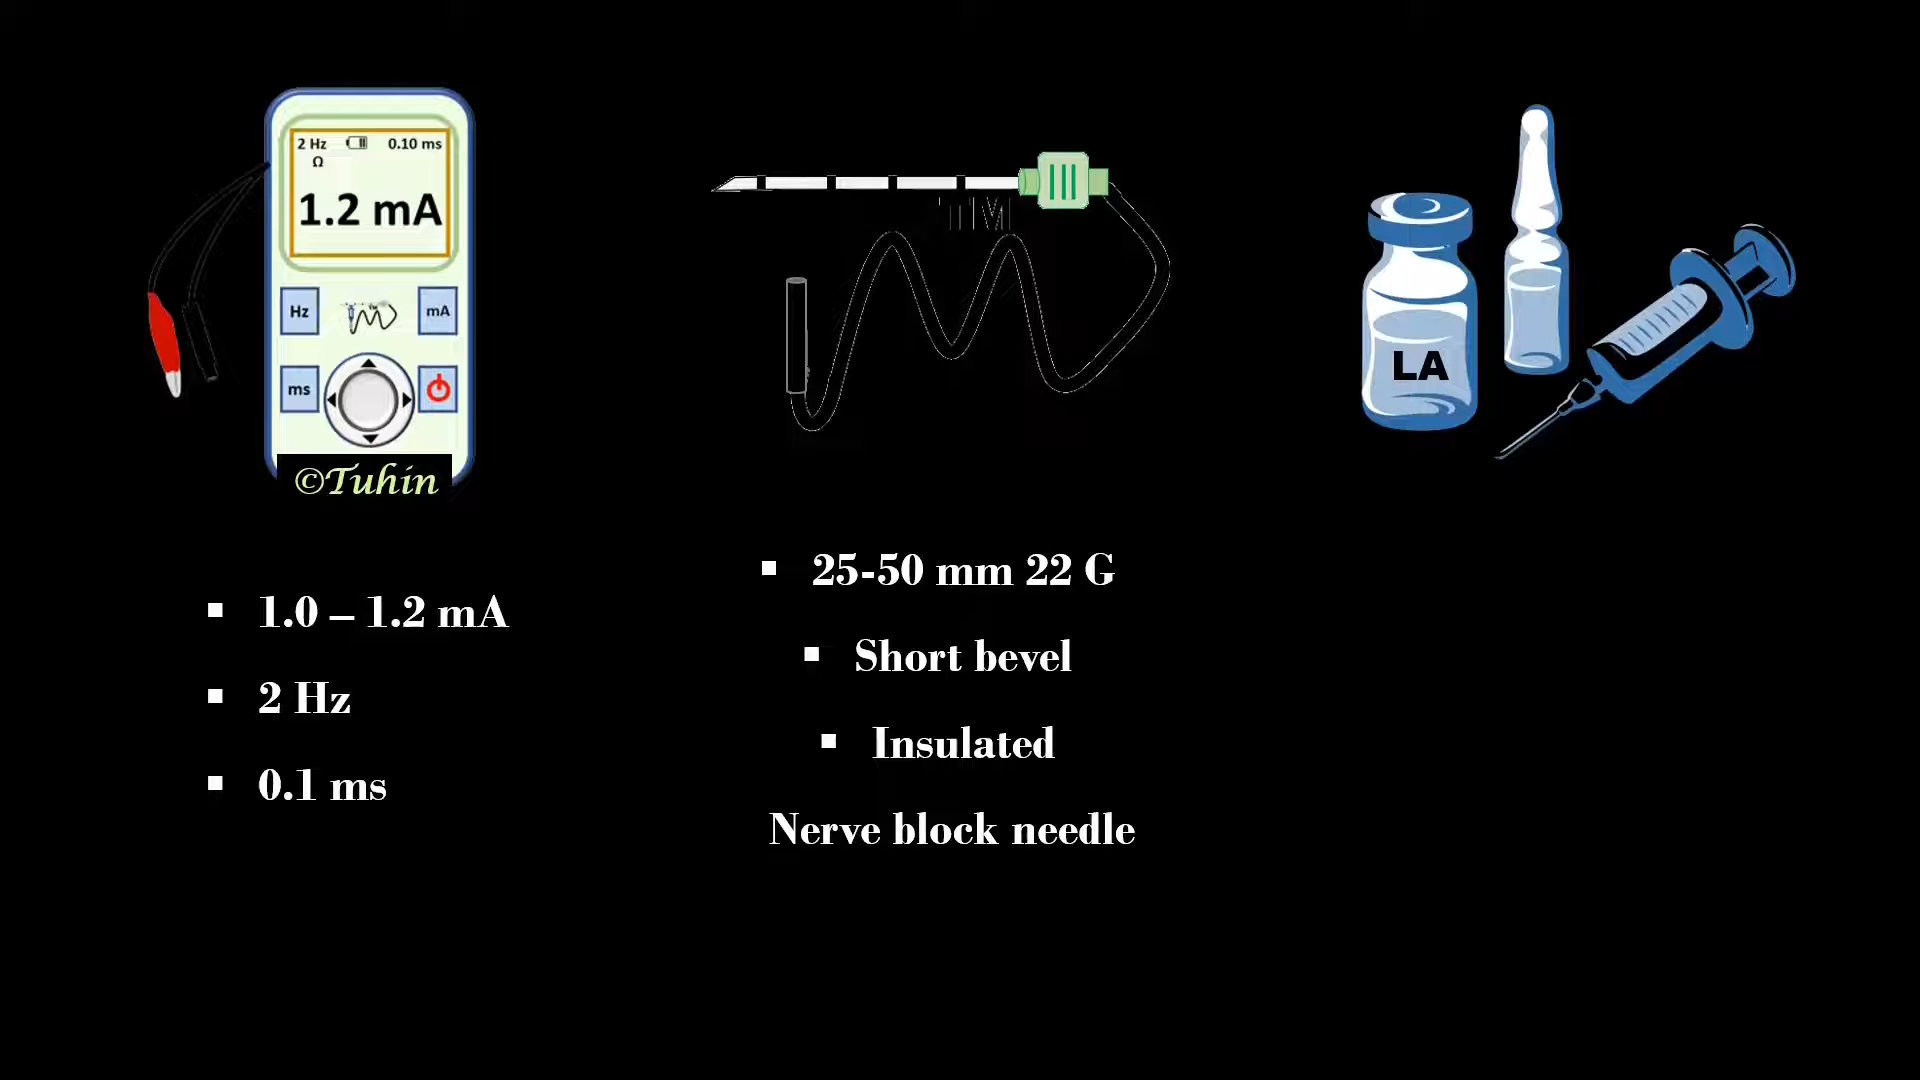 2 Hz 0.10 ms
Ω
1.2 mA
Hz
mA
ms
©Tuhin
TM
LA
1.0 – 1.2 mA
2 Hz
0.1 ms
25-50 mm 22 G
Short bevel
Insulated
Nerve block needle